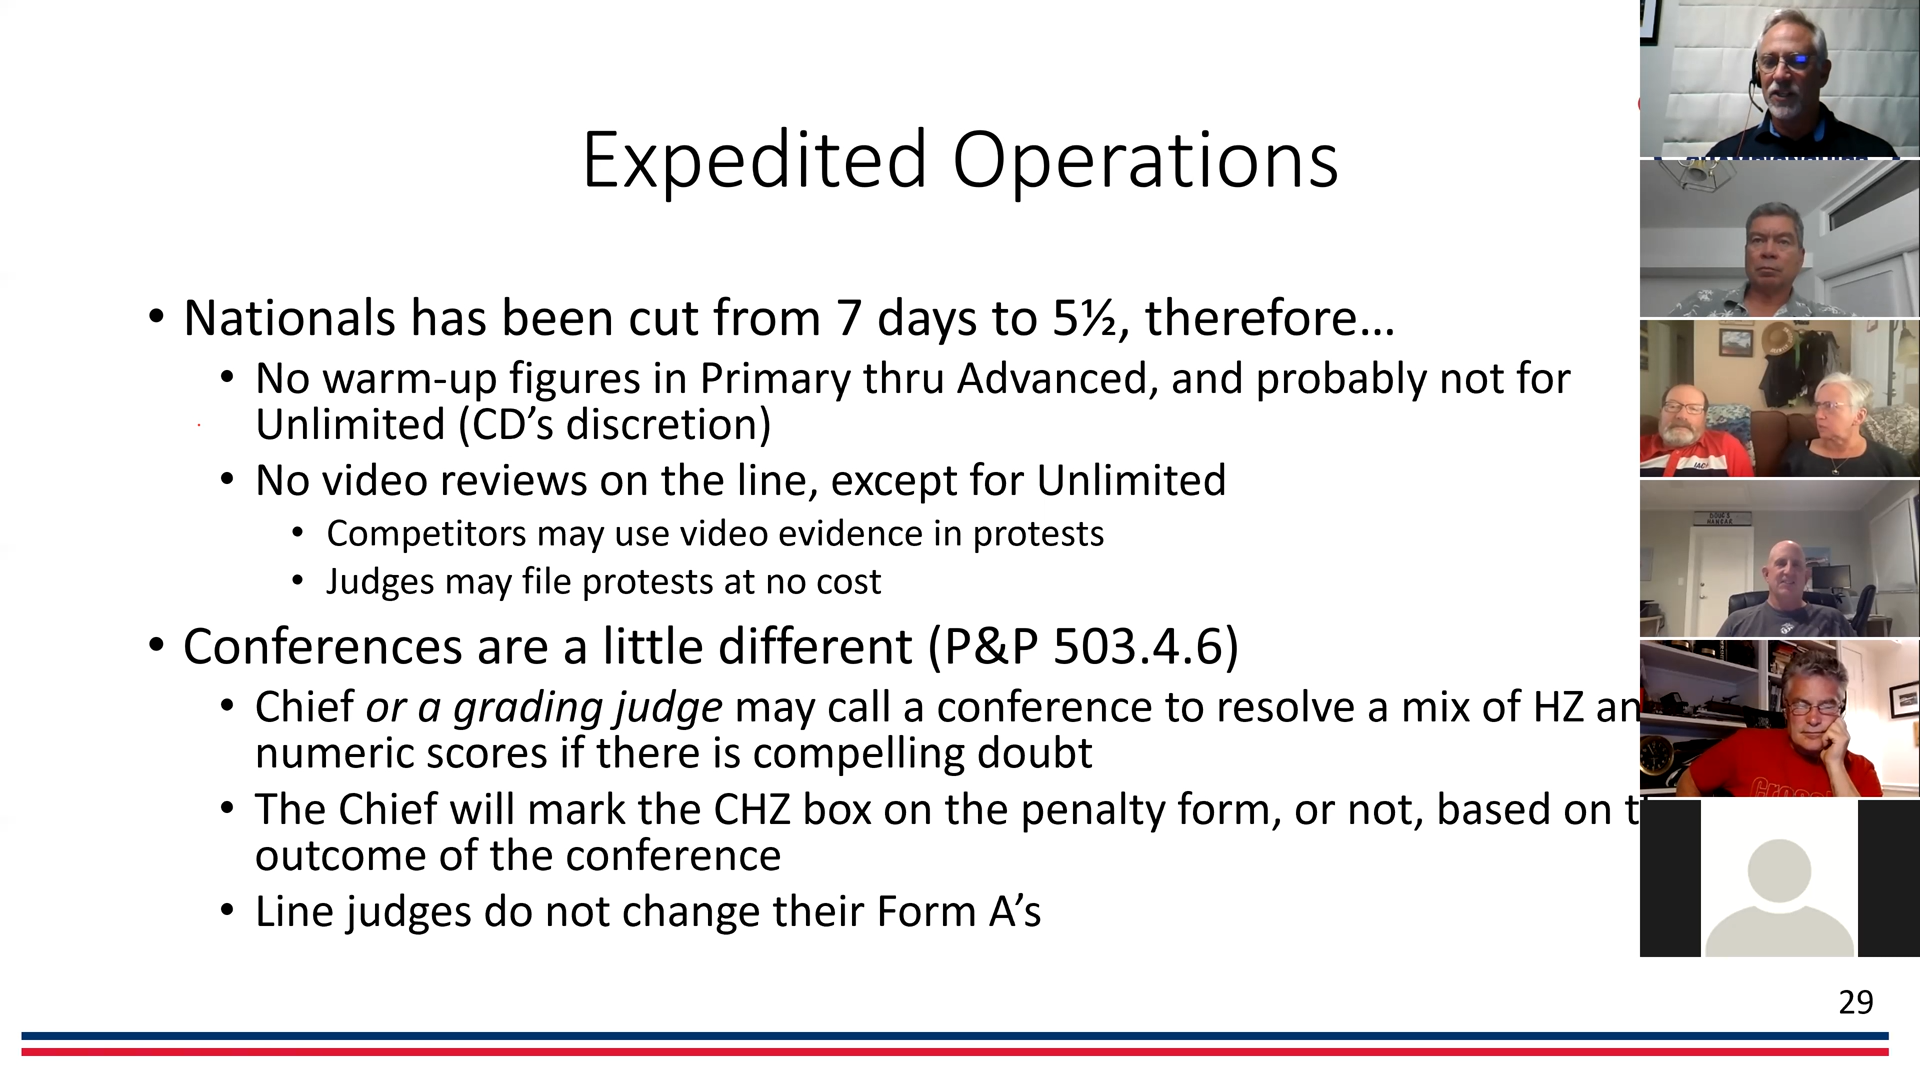 Expedited Operations
• Nationals has been cut from 7 days to 5½, therefore…
• No warm-up figures in Primary thru Advanced, and probably not for
Unlimited (CD’s discretion)
• No video reviews on the line, except for Unlimited
• Competitors may use video evidence in protests
• Judges may file protests at no cost
• Conferences are a little different (P&P 503.4.6)
• Chief or a grading judge may call a conference to resolve a mix of HZ an
numeric scores if there is compelling doubt
• The Chief will mark the CHZ box on the penalty form, or not, based on t
outcome of the conference
• Line judges do not change their Form A’s
29
DOUG'S
HANGAR